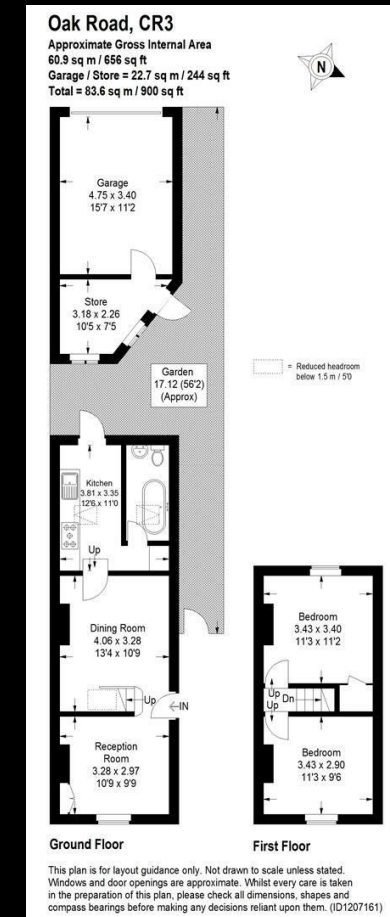 Oak Road, CR3
Approximate Gross Internal Area
60.9 sq m / 656 sq ft
Garage / Store = 22.7 sq m / 244 sq ft
Total = 83.6 sq m / 900 sq ft
N
Garage
4.75 x 3.40
15'7 x 11'2
Store
3.18 x 2.26
10'5 x 7'5
Garden
17.12 (56'2)
(Approx)
= Reduced headroom
below 1.5 m / 5'0
Kitchen
3.81 x 3.35
12'6 x 11'0
Up
Dining Room
4.06 x 3.28
13'4 x 10'9
Up
IN
Reception
Room
3.28 x 2.97
10'9 x 9'9
Ground Floor
Bedroom
3.43 x 3.40
11'3 x 11'2
Up
Dn
Up
Bedroom
3.43 x 2.90
11'3 x 9'6
First Floor
This plan is for layout guidance only. Not drawn to scale unless stated.
Windows and door openings are approximate. Whilst every care is taken
in the preparation of this plan, please check all dimensions, shapes and
compass bearings before making any decisions reliant upon them. (ID1207161)